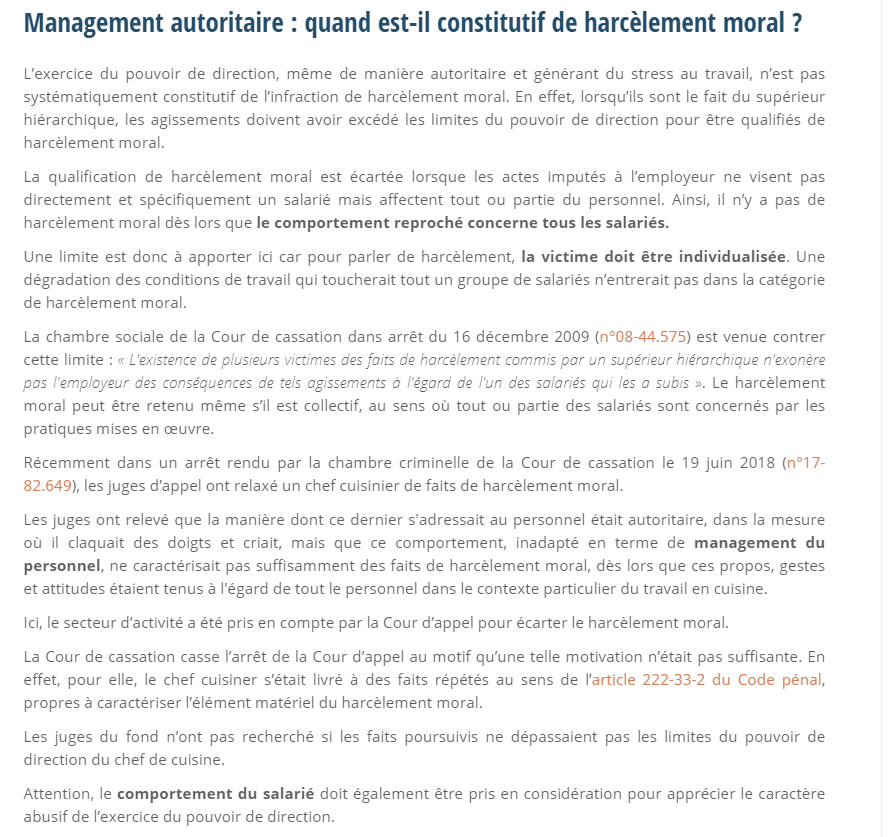 Management autoritaire : quand est-il constitutif de harcèlement moral ?
L’exercice du pouvoir de direction, même de manière autoritaire et générant du stress au travail, n’est pas
systématiquement constitutif de l’infraction de harcèlement moral. En effet, lorsqu’ils sont le fait du supérieur
hiérarchique, les agissements doivent avoir excédé les limites du pouvoir de direction pour être qualifiés de
harcèlement moral.
La qualification de harcèlement moral est écartée lorsque les actes imputés à l’employeur ne visent pas
directement et spécifiquement un salarié mais affectent tout ou partie du personnel. Ainsi, il n’y a pas de
harcèlement moral dès lors que le comportement reproché concerne tous les salariés.
Une limite est donc à apporter ici car pour parler de harcèlement, la victime doit être individualisée. Une
dégradation des conditions de travail qui toucherait tout un groupe de salariés n’entrerait pas dans la catégorie
de harcèlement moral.
La chambre sociale de la Cour de cassation dans arrêt du 16 décembre 2009 (n°08-44.575) est venue contrer
cette limite : « L'existence de plusieurs victimes des faits de harcèlement commis par un supérieur hiérarchique n'exonère
pas l'employeur des conséquences de tels agissements à l'égard de l'un des salariés qui les a subis ». Le harcèlement
moral peut être retenu même s’il est collectif, au sens où tout ou partie des salariés sont concernés par les
pratiques mises en œuvre.
Récemment dans un arrêt rendu par la chambre criminelle de la Cour de cassation le 19 juin 2018 (n°17-
82.649), les juges d’appel ont relaxé un chef cuisinier de faits de harcèlement moral.
Les juges ont relevé que la manière dont ce dernier s'adressait au personnel était autoritaire, dans la mesure
où il claquait des doigts et criait, mais que ce comportement, inadapté en terme de management du
personnel, ne caractérisait pas suffisamment des faits de harcèlement moral, dès lors que ces propos, gestes
et attitudes étaient tenus à l'égard de tout le personnel dans le contexte particulier du travail en cuisine.
Ici, le secteur d’activité a été pris en compte par la Cour d’appel pour écarter le harcèlement moral.
La Cour de cassation casse l’arrêt de la Cour d’appel au motif qu’une telle motivation n’était pas suffisante. En
effet, pour elle, le chef cuisiner s’était livré à des faits répétés au sens de l’article 222-33-2 du Code pénal,
propres à caractériser l’élément matériel du harcèlement moral.
Les juges du fond n’ont pas recherché si les faits poursuivis ne dépassaient pas les limites du pouvoir de
direction du chef de cuisine.
Attention, le comportement du salarié doit également être pris en considération pour apprécier le caractère
abusif de l’exercice du pouvoir de direction.